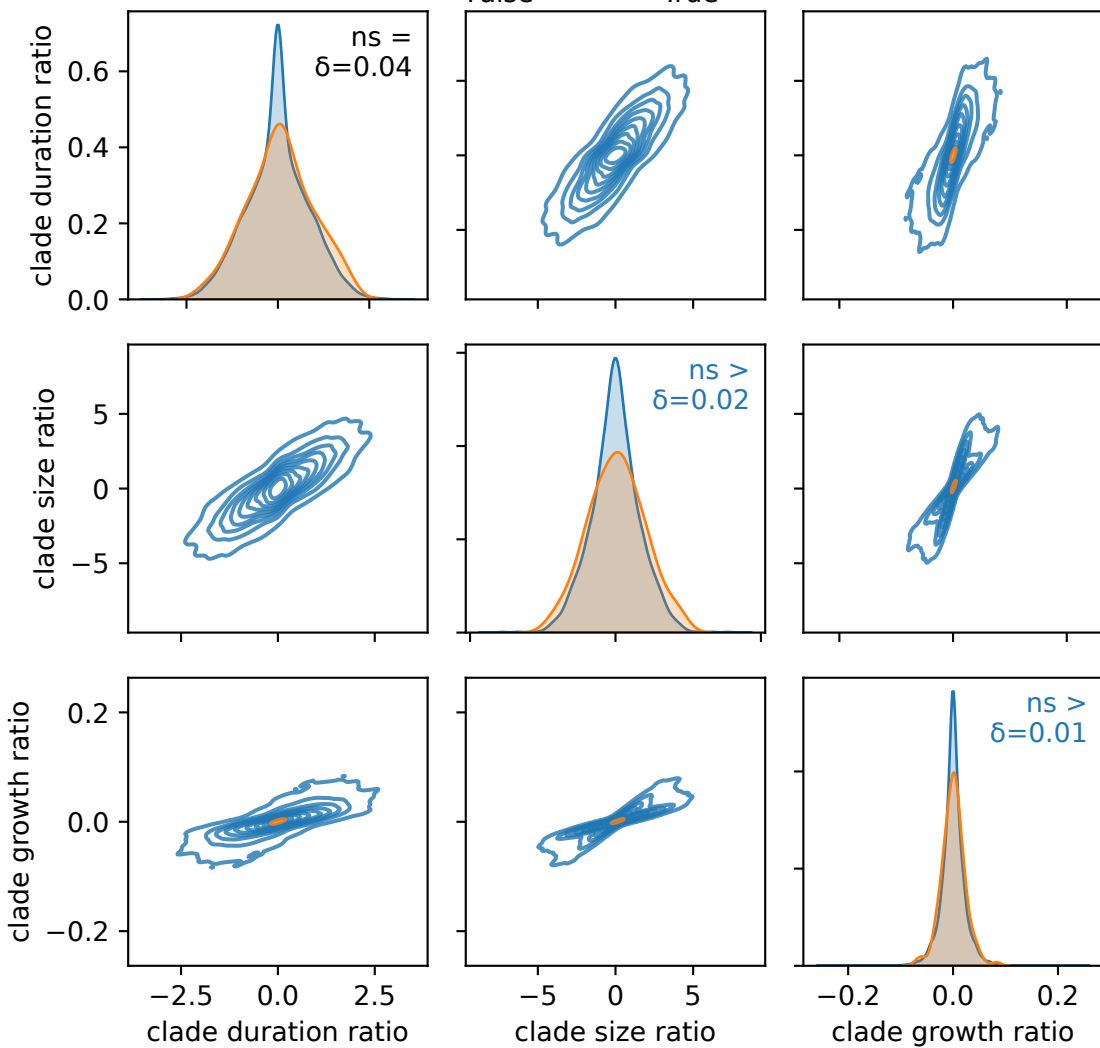 clade duration ratio
0.6
0.4
0.2
0.0
ns =
δ=0.04
clade size ratio
5
0
−5
ns >
δ=0.02
clade growth ratio
0.2
0.0
−0.2
ns >
δ=0.01
−2.5 0.0 2.5
−5 0 5
−0.2 0.0 0.2
clade duration ratio
clade size ratio
clade growth ratio